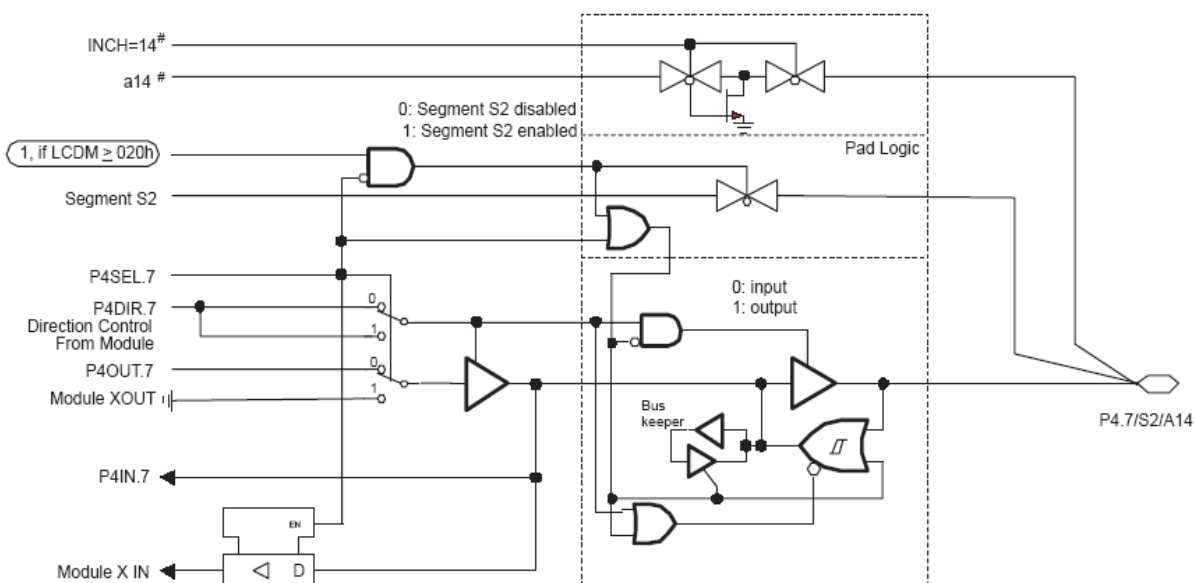 INCH=14#
a14 #
0: Segment S2 disabled
1: Segment S2 enabled
Pad Logic
1, if LCDM ≥ 020h
Segment S2
P4SEL.7
0: input
1: output
P4DIR.7
0
Direction Control
From Module
1
P4OUT.7
0
Module XOUT
1
Bus
keeper
P4.7/S2/A14
P4IN.7
EN
Module X IN
D